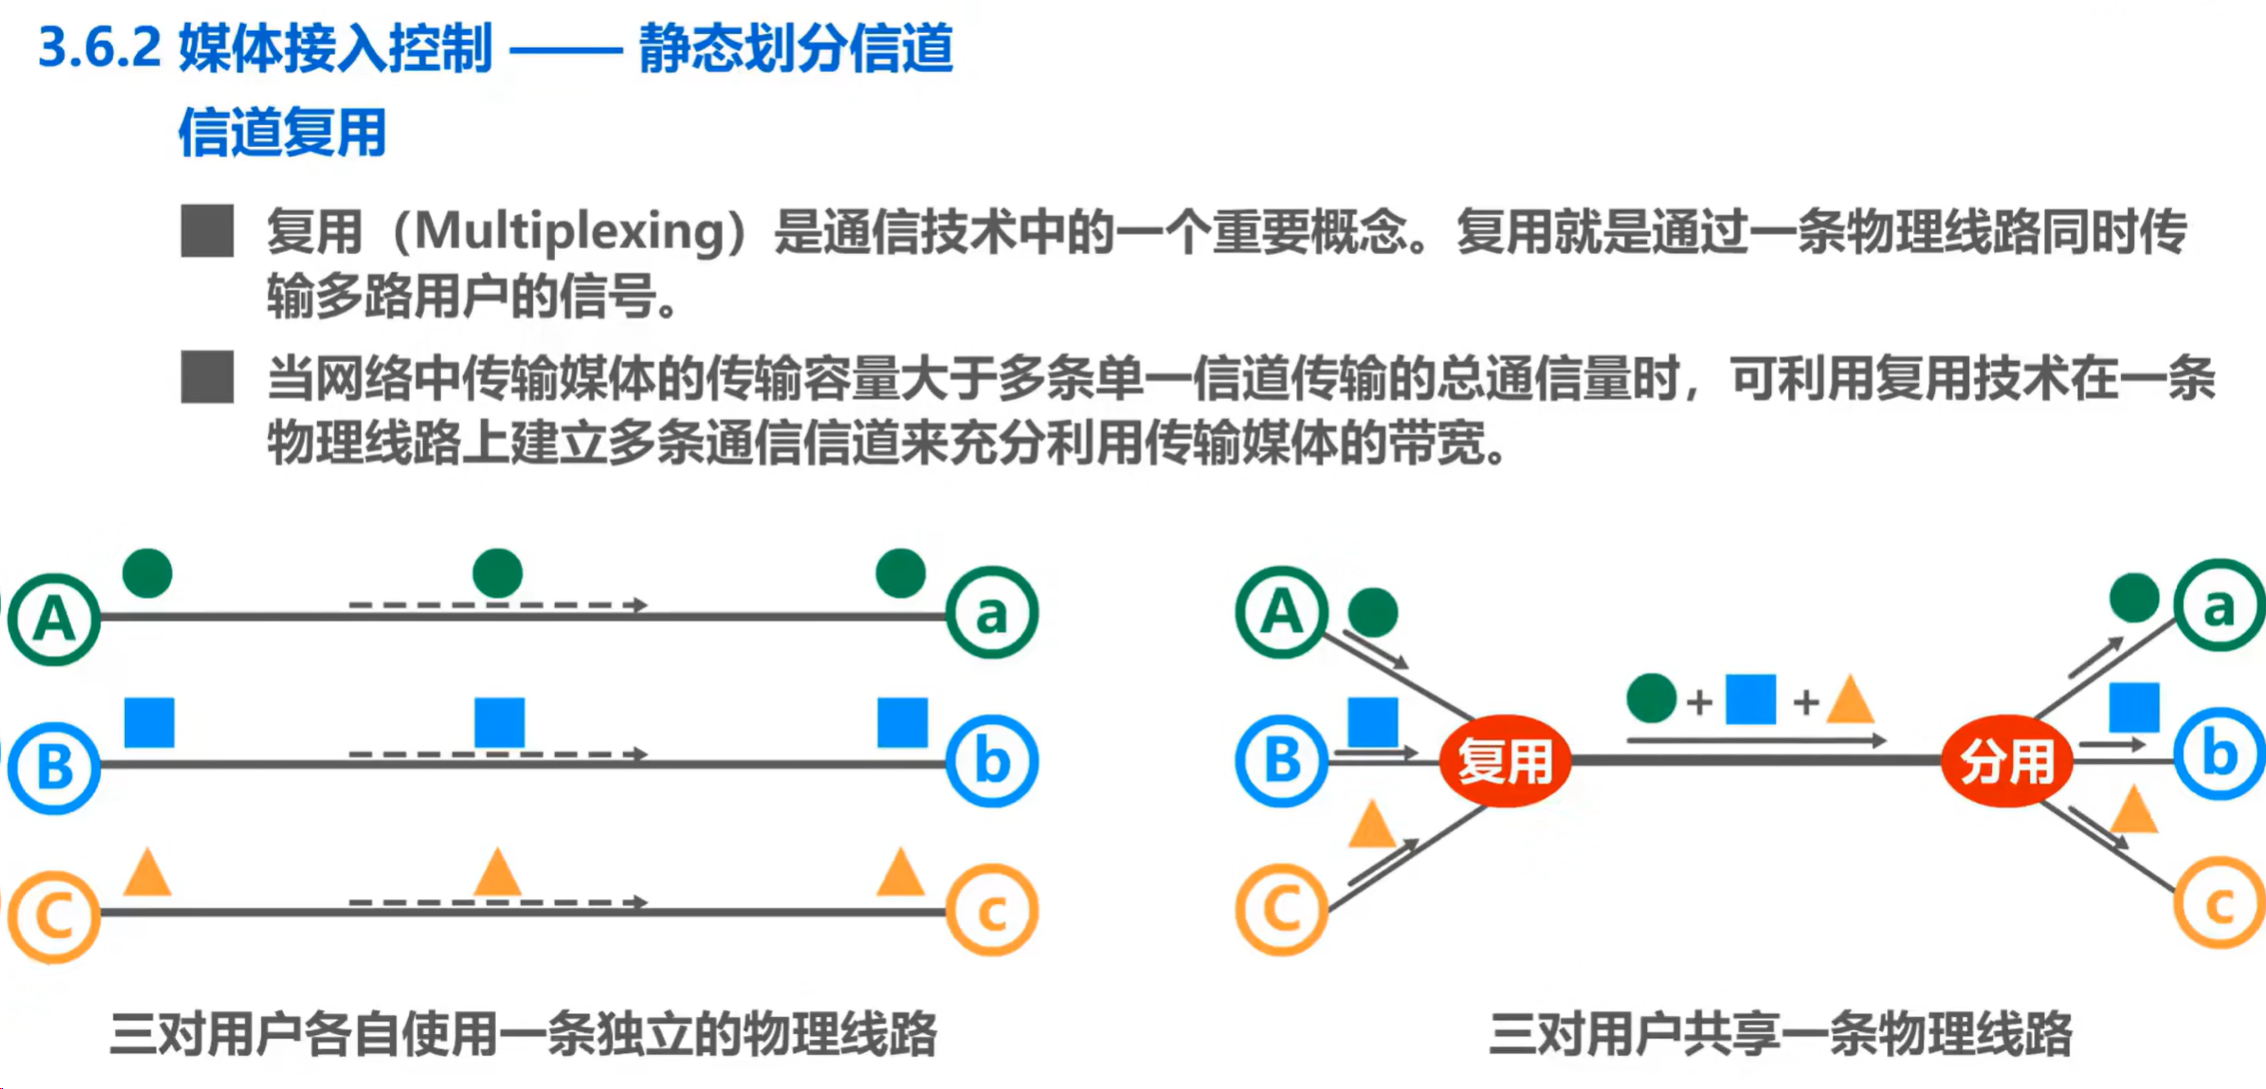 3.6.2 媒体接入控制 —— 静态划分信道
信道复用
复用（Multiplexing）是通信技术中的一个重要概念。复用就是通过一条物理线路同时传
输多路用户的信号。
当网络中传输媒体的传输容量大于多条单一信道传输的总通信量时，可利用复用技术在一条
物理线路上建立多条通信信道来充分利用传输媒体的带宽。
A
a
B
b
C
c
三对用户各自使用一条独立的物理线路
A
a
+
+
B
复用
分用
b
C
c
三对用户共享一条物理线路